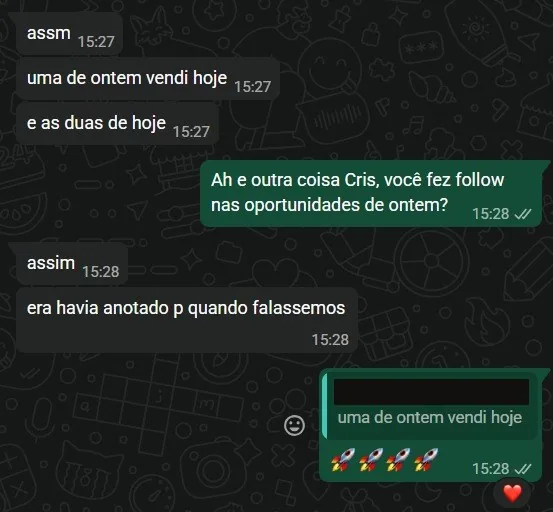 assm 15:27
uma de ontem vendi hoje 15:27
e as duas de hoje 15:27
Ah e outra coisa Cris, você fez follow
nas oportunidades de ontem? 15:28
assim 15:28
era havia anotado p quando falassemos
15:28
uma de ontem vendi hoje
🚀🚀🚀🚀 15:28